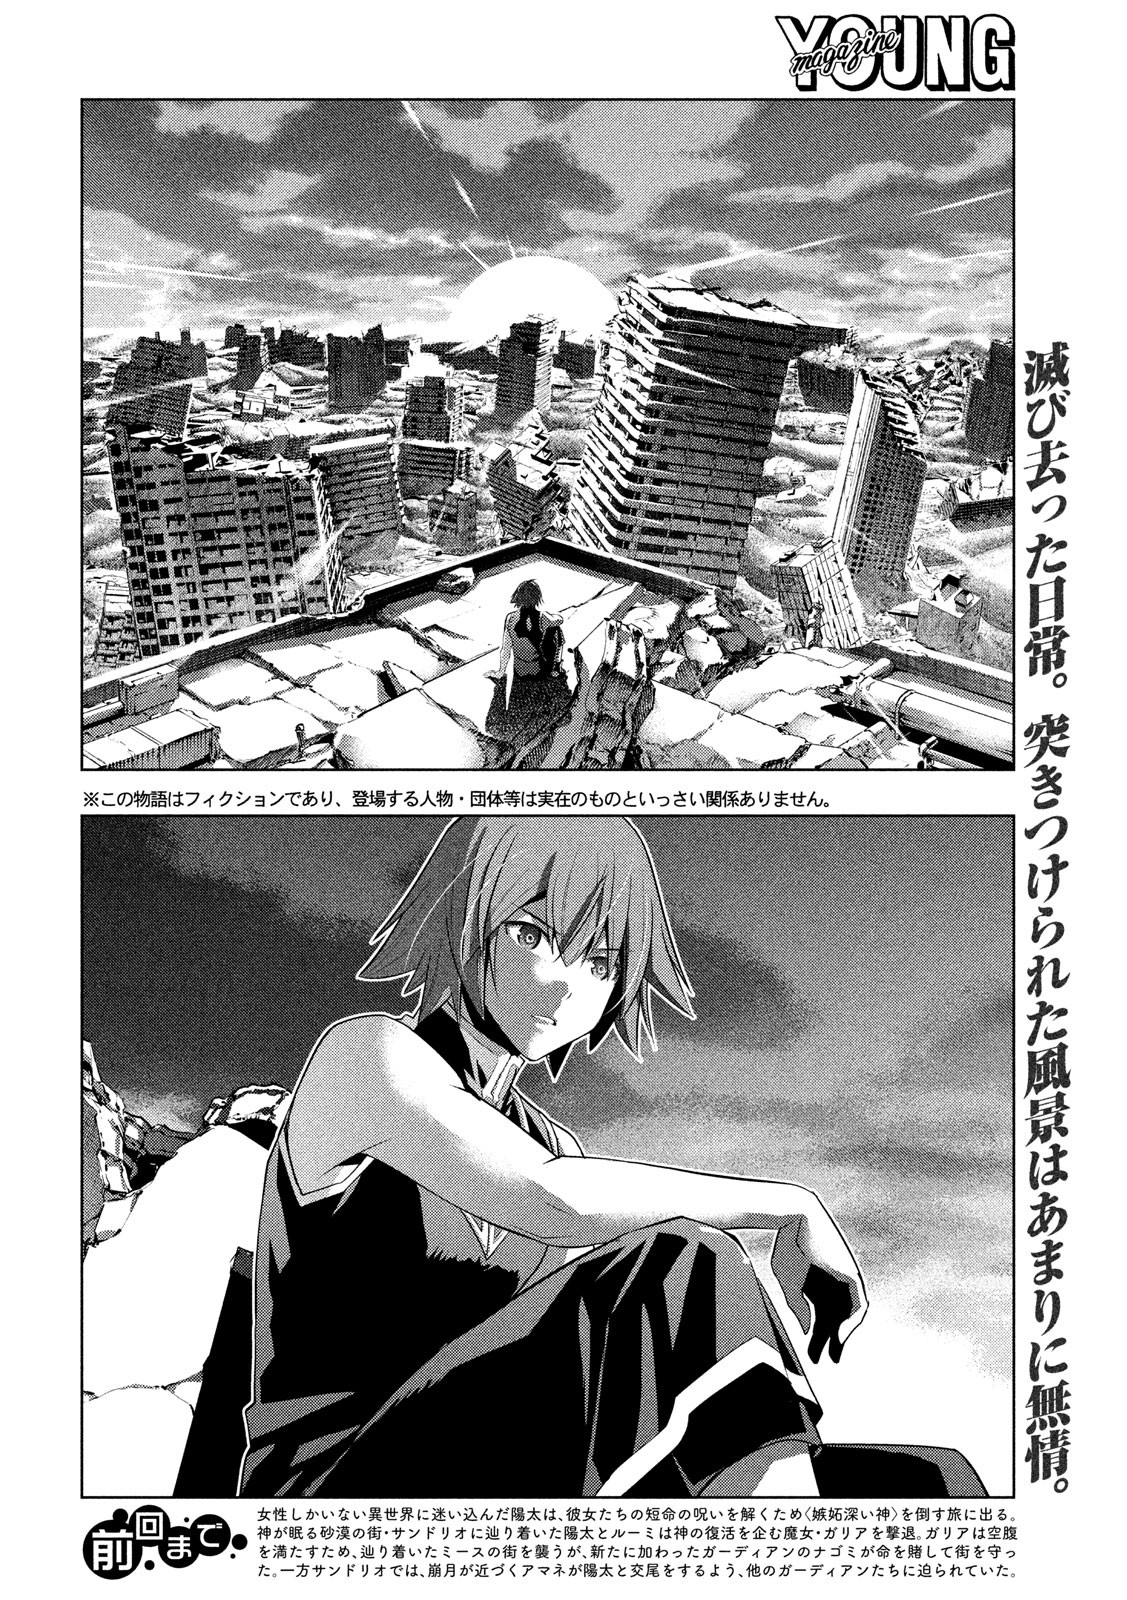 YOUNG
magazine
滅び去った日常。突きつけられた風景はあまりに無情。
※この物語はフィクションであり、登場する人物・団体等は実在のものといっさい関係ありません。
前回まで
女性しかいない異世界に迷い込んだ陽太は、彼女たちの短命の呪いを解くため〈嫉妬深い神〉を倒す旅に出る。
神が眠る砂漠の街・サンドリオに辿り着いた陽太とルーミは神の復活を企む魔女・ガリアを撃退。ガリアは空腹
を満たすため、辿り着いたミースの街を襲うが、新たに加わったガーディアンのナゴミが命を賭して街を守っ
た。一方サンドリオでは、崩月が近づくアマネが陽太と交尾をするよう、他のガーディアンたちに迫られていた。